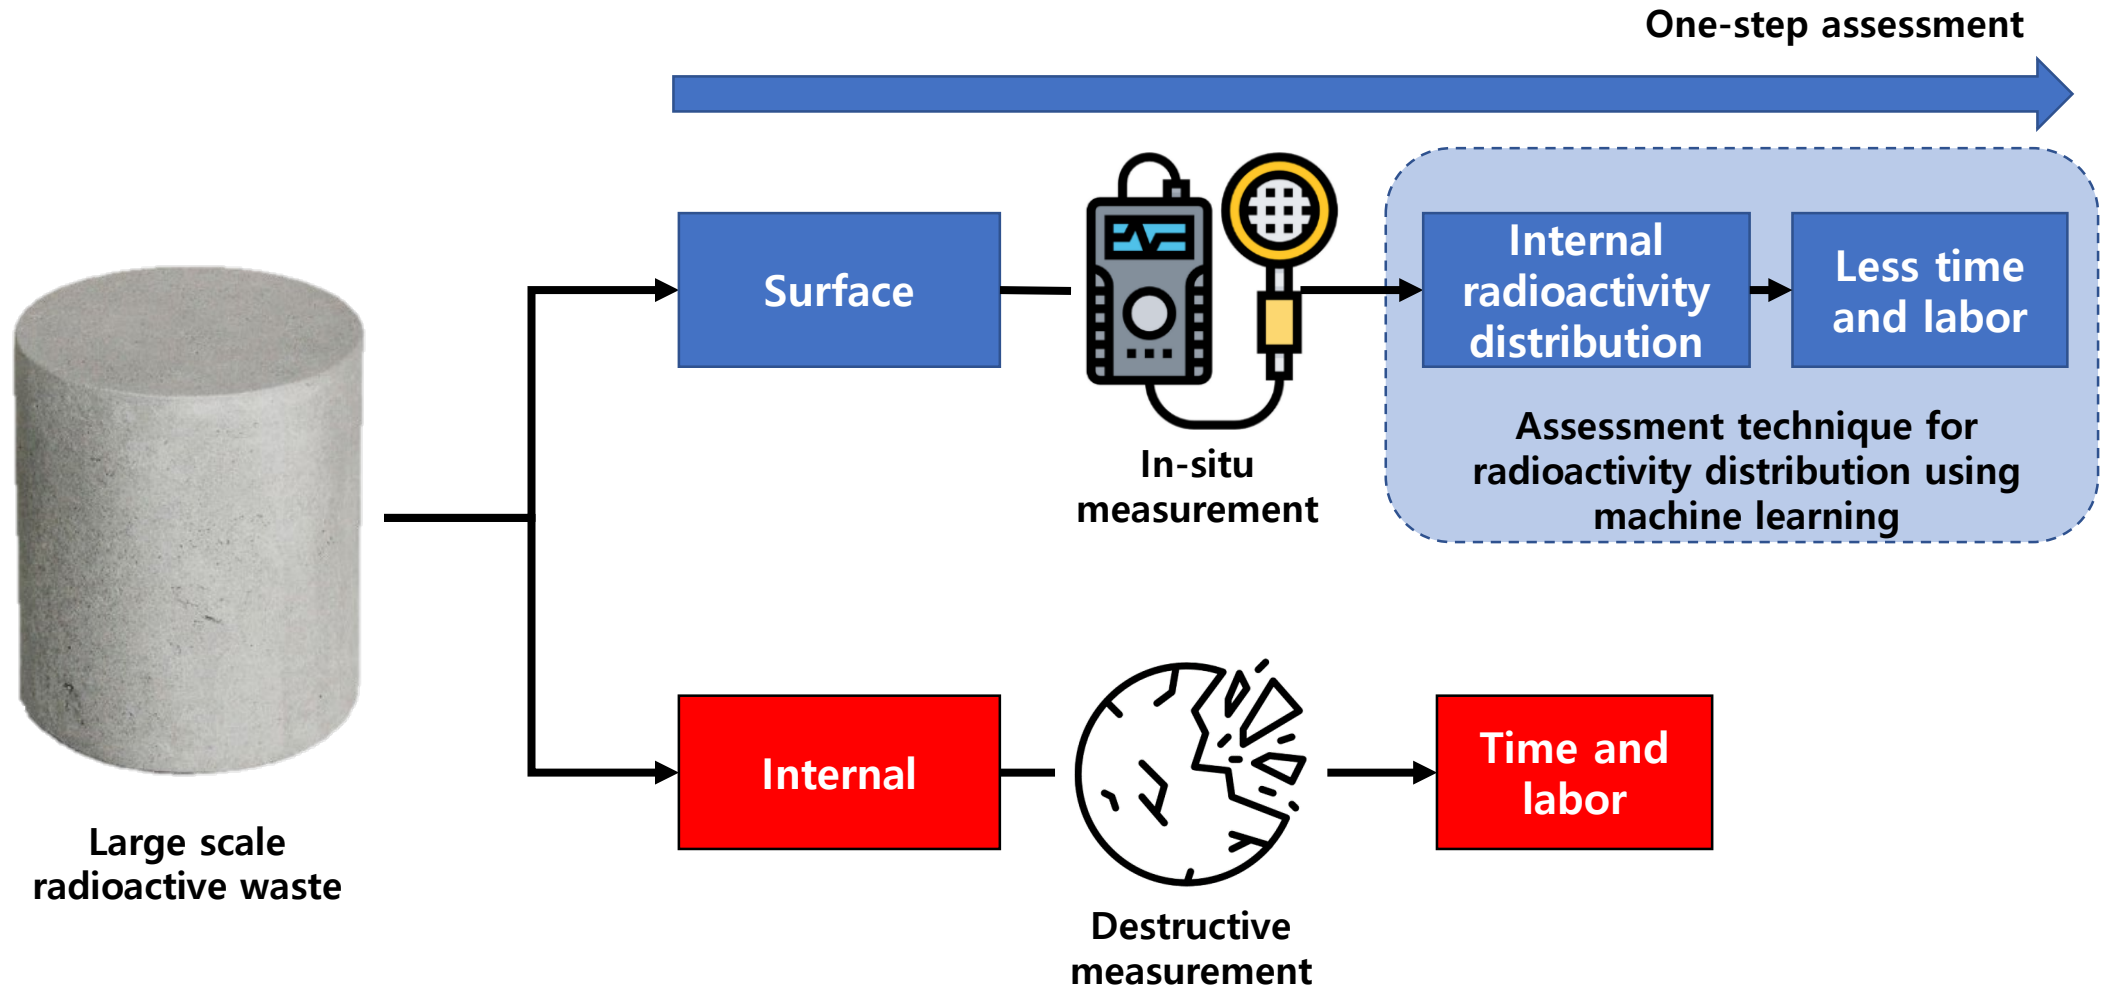 One-step assessment
Surface
In-situ
measurement
Internal
radioactivity
distribution
Less time
and labor
Assessment technique for
radioactivity distribution using
machine learning
Large scale
radioactive waste
Internal
Destructive
measurement
Time and
labor